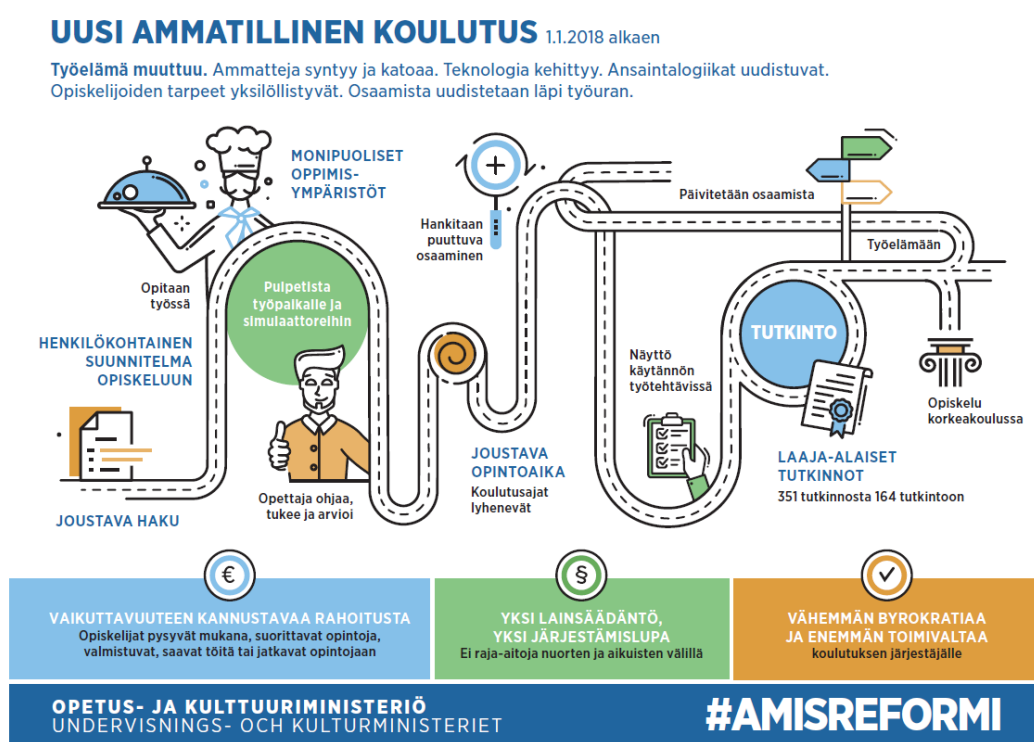 UUSI AMMATILLINEN KOULUTUS 1.1.2018 alkaen
Työelämä muuttuu. Ammatteja syntyy ja katoaa. Teknologia kehittyy. Ansaintalogiikat uudistuvat.
Opiskelijoiden tarpeet yksilöllistyvät. Osaamista uudistetaan läpi työuran.
MONIPUOLISET
OPPIMIS-
YMPÄRISTÖT
Opitaan
työssä
Pulpetista
työpaikalle ja
simulaattoreihin
HENKILÖKOHTAINEN
SUUNNITELMA
OPISKELUUN
JOUSTAVA HAKU
Opettaja ohjaa,
tukee ja arvioi
Hankitaan
puuttuva
osaaminen
JOUSTAVA
OPINTOAIKA
Koulutusajat
lyhenevät
Päivitetään osaamista
Työelämään
Näyttö
käytännön
työtehtävissä
TUTKINTO
Opiskelu
korkeakoulussa
LAAJA-ALAISET
TUTKINNOT
351 tutkinnosta 164 tutkintoon
€
VAIKUTTAVUUTEEN KANNUSTAVAA RAHOITUSTA
Opiskelijat pysyvät mukana, suorittavat opintoja,
valmistuvat, saavat töitä tai jatkavat opintojaan
§
YKSI LAINSÄÄDÄNTÖ,
YKSI JÄRJESTÄMISLUPA
Ei raja-aitoja nuorten ja aikuisten välillä
VÄHEMMÄN BYROKRATIAA
JA ENEMMÄN TOIMIVALTAA
koulutuksen järjestäjälle
OPETUS- JA KULTTUURIMINISTERIÖ
UNDERVISNINGS- OCH KULTURMINISTERIET
#AMISREFORMI